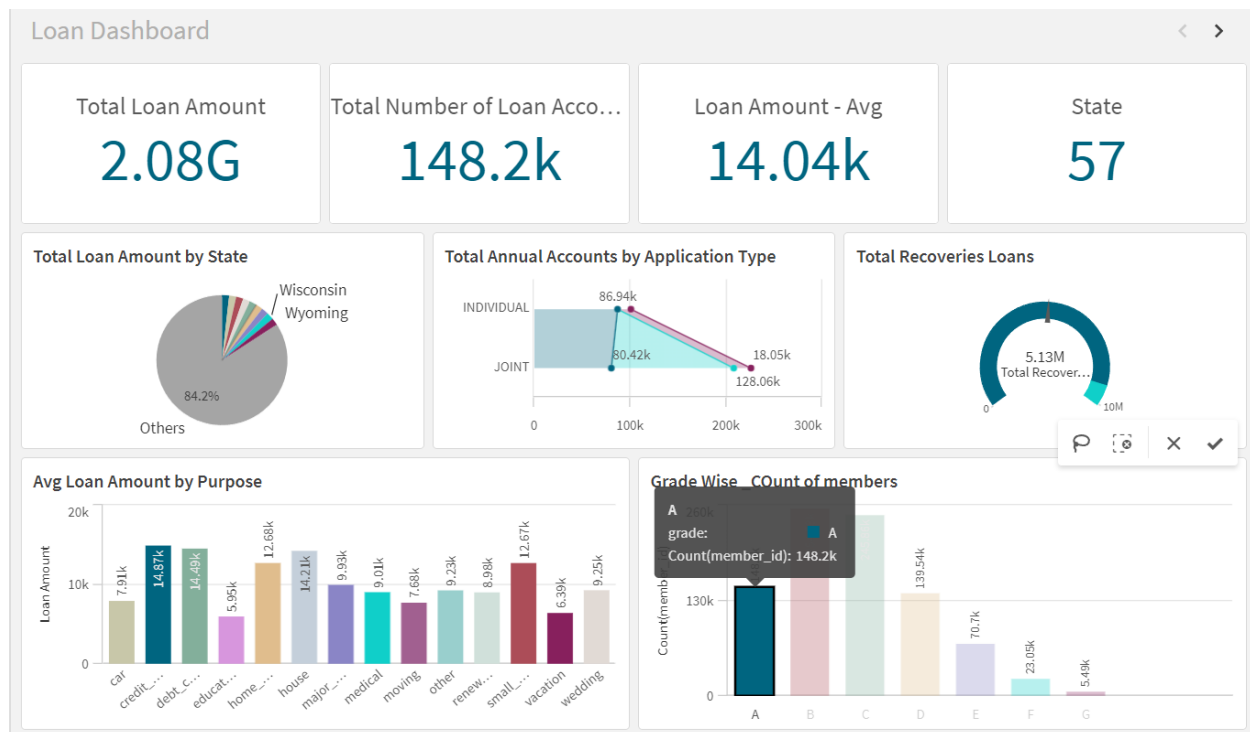 Loan Dashboard
Total Loan Amount
2.08G
Total Number of Loan Acco…
148.2k
Loan Amount - Avg
14.04k
State
57
Total Loan Amount by State
Wisconsin
Wyoming
84.2%
Others
Total Annual Accounts by Application Type
INDIVIDUAL
JOINT
86.94k
80.42k
18.05k
128.06k
0
100k
200k
300k
Total Recoveries Loans
5.13M
Total Recover...
0
10M
Avg Loan Amount by Purpose
Loan Amount
20k
10k
0
7.91k
14.87k
14.49k
5.95k
12.68k
14.21k
9.93k
9.01k
7.68k
9.23k
8.98k
12.67k
6.39k
9.25k
car
credit_…
debt_c…
educat…
home_…
house
major_…
medical
moving
other
renew…
small_…
vacation
wedding
Grade Wise _COunt of members
A
grade: A
Count(member_id): 148.2k
260k
130k
0
139.54k
70.7k
23.05k
5.49k
A
B
C
D
E
F
G